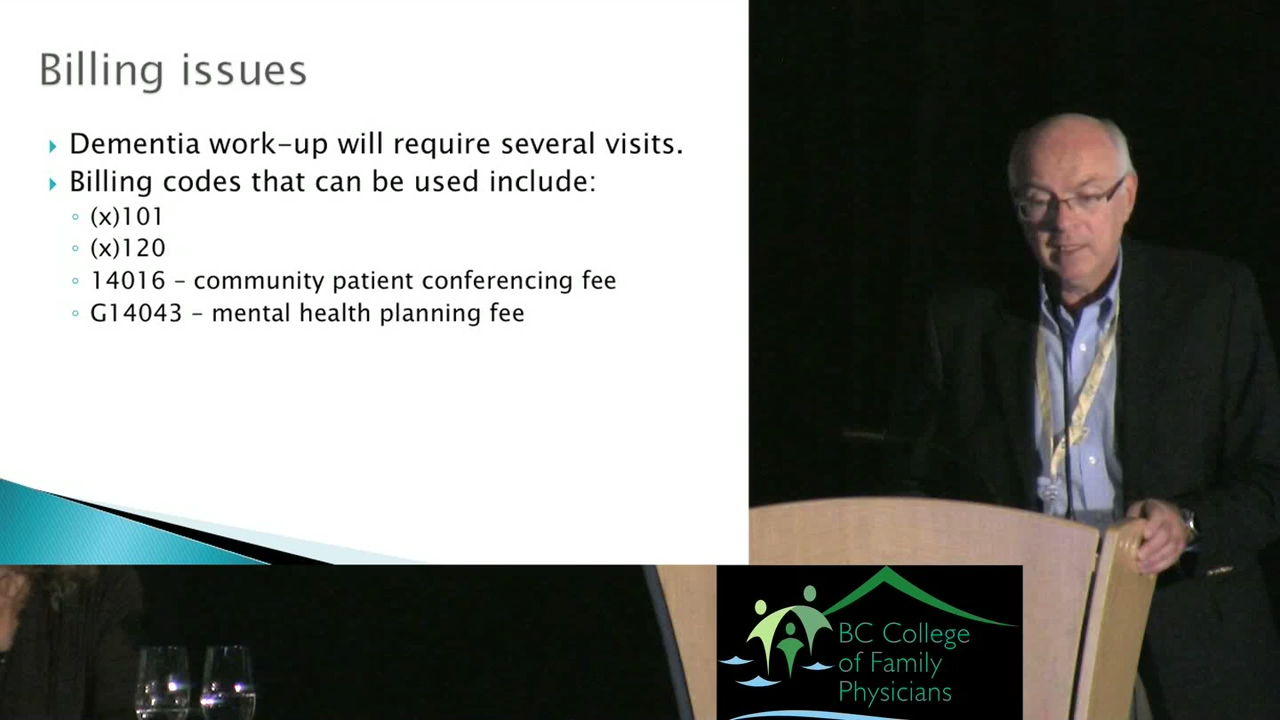 Billing issues
Dementia work-up will require several visits.
Billing codes that can be used include:
(x)101
(x)120
14016 – community patient conferencing fee
G14043 – mental health planning fee
BC College
of Family
Physicians